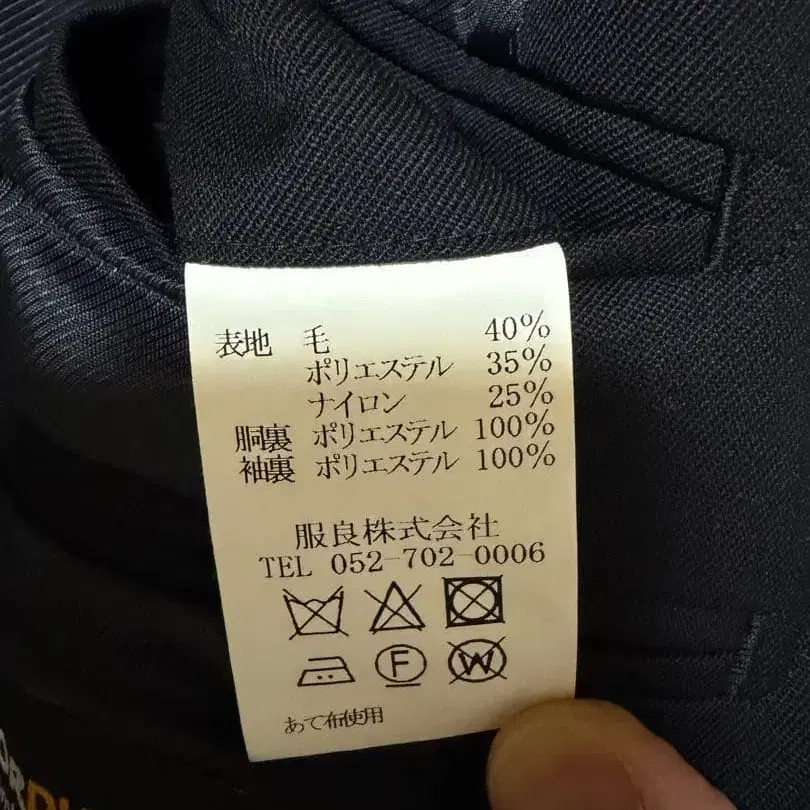 表地 毛 40%
ポリエステル 35%
ナイロン 25%
胴裏 ポリエステル 100%
袖裏 ポリエステル 100%
服良株式会社
TEL 052-702-0006
F W
あて布使用